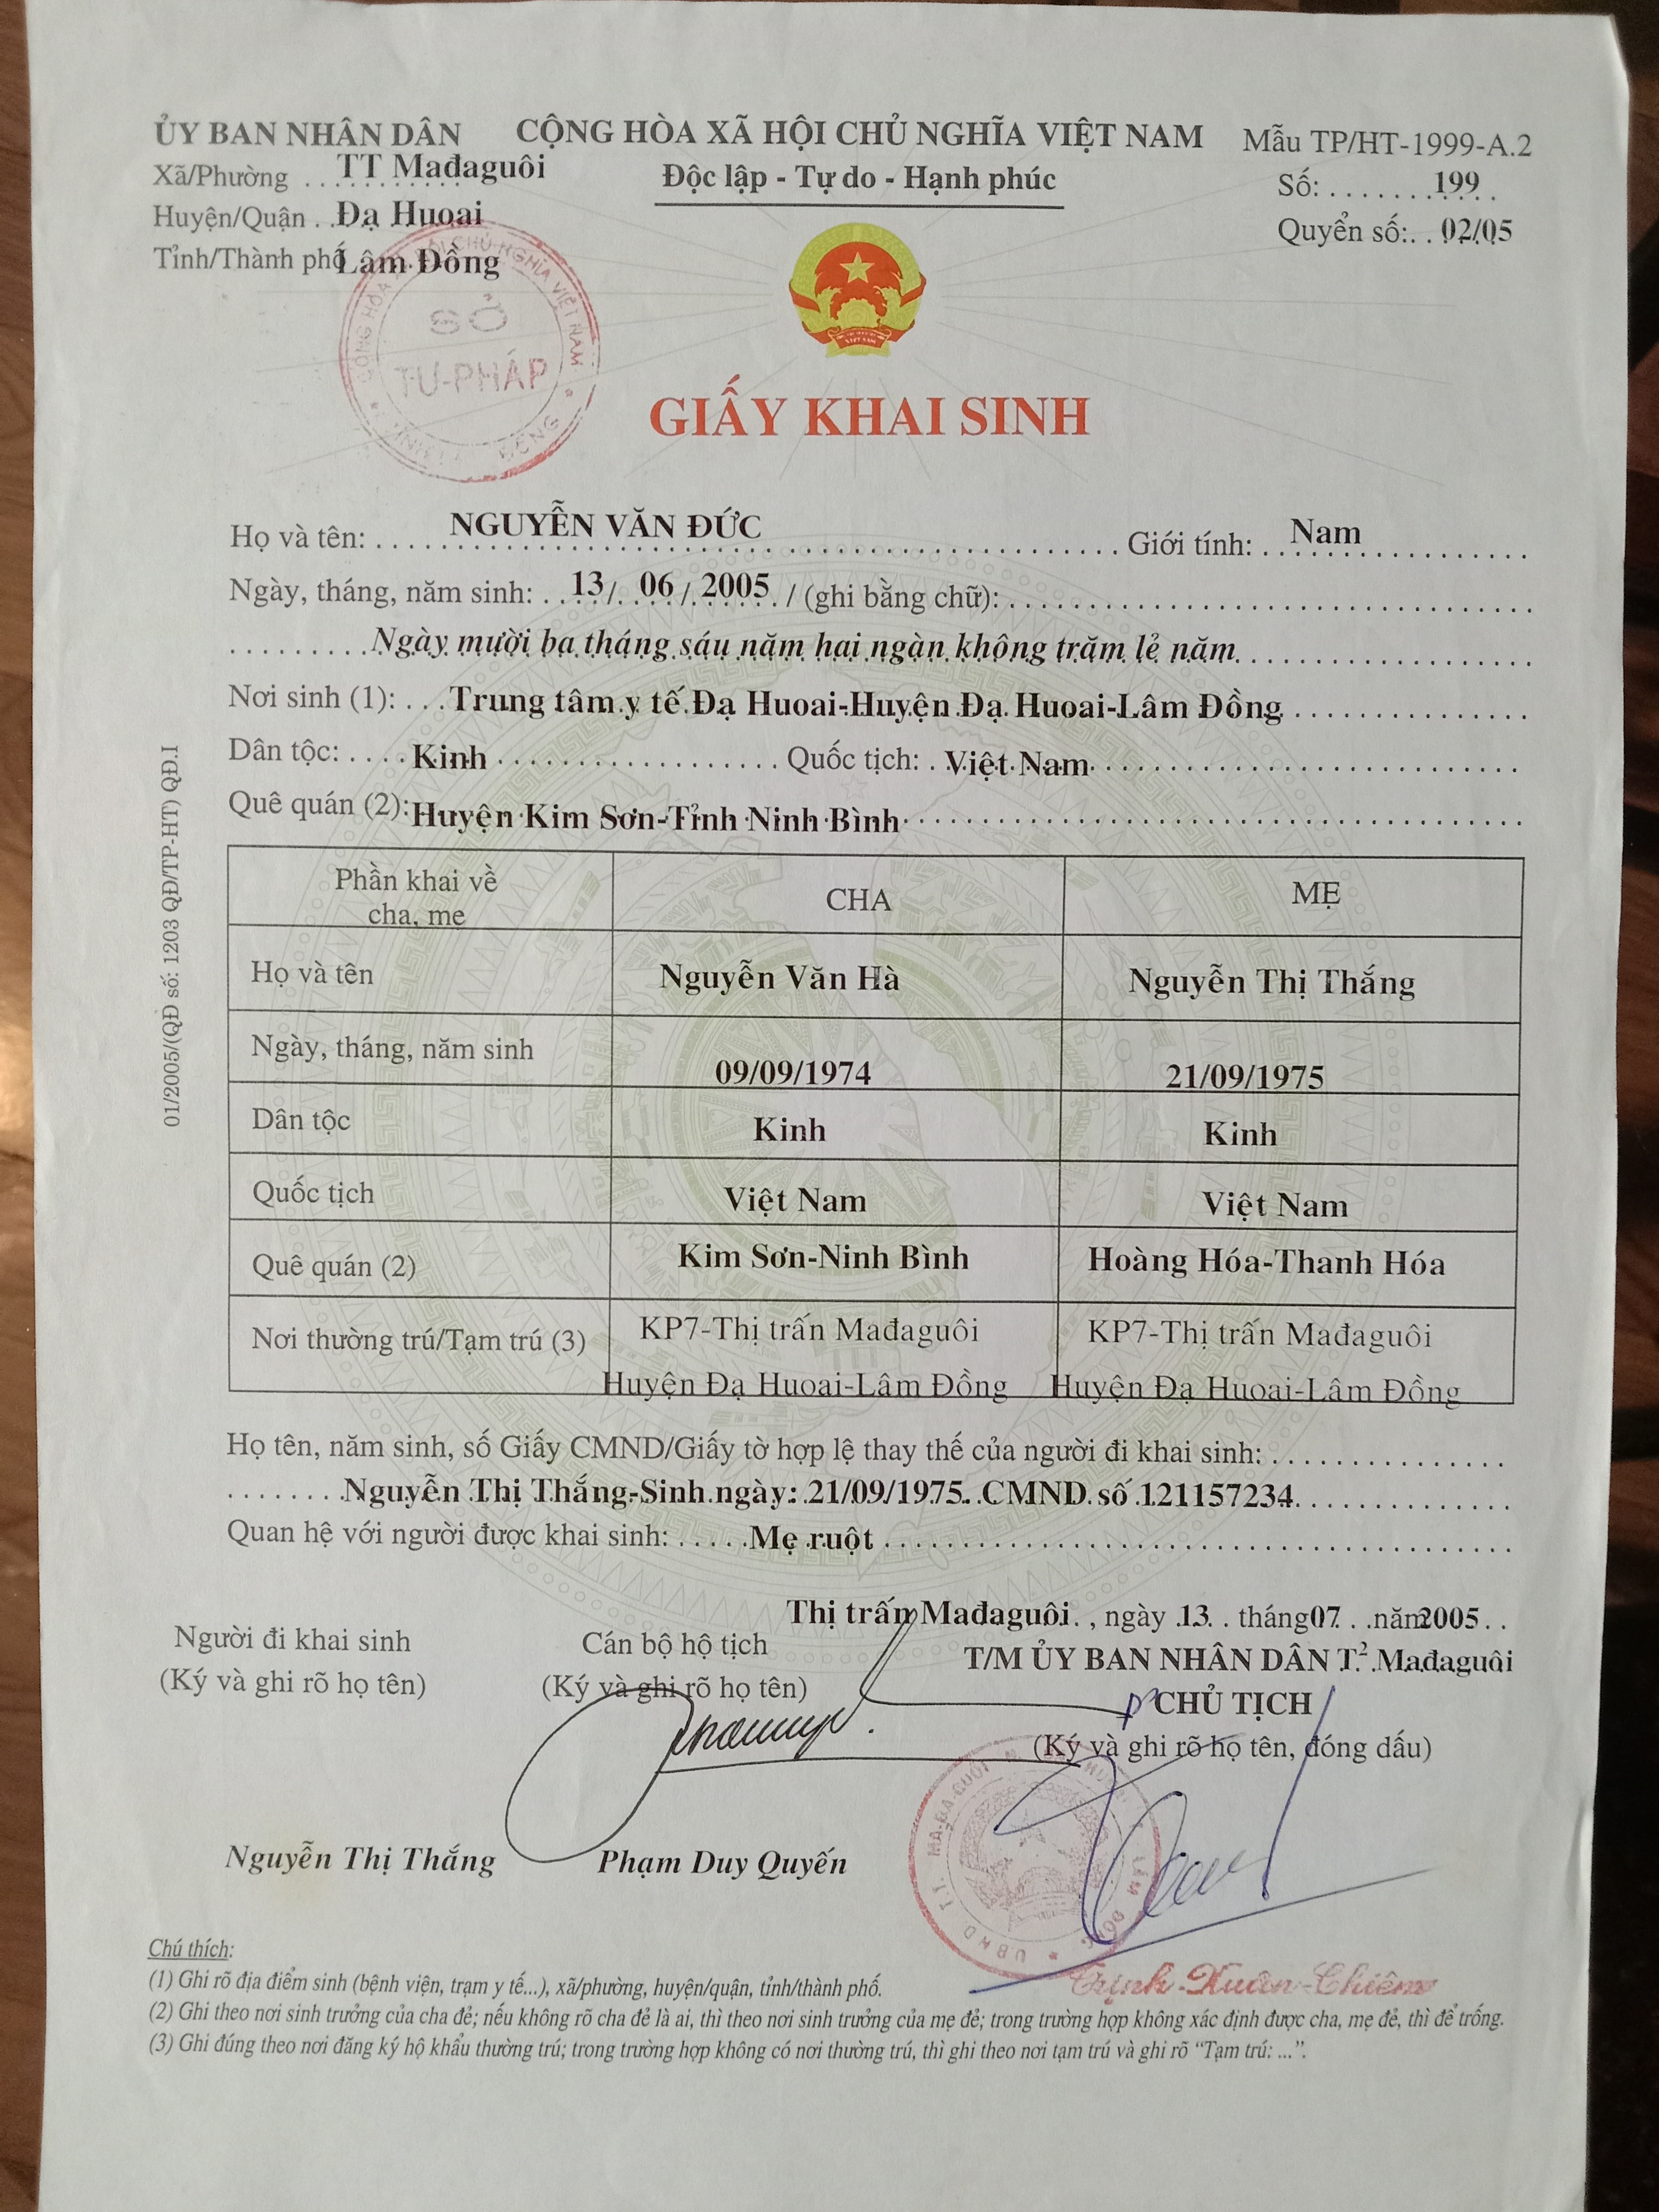 ỦY BAN NHÂN DÂN CỘNG HÒA XÃ HỘI CHỦ NGHĨA VIỆT NAM Mẫu TP/HT-1999-A.2
Xã/Phường TT Mađaguôi Độc lập - Tự do - Hạnh phúc Số: 199
Huyện/Quận Đạ Huoai Quyển số: 02/05
Tỉnh/Thành phố Lâm Đồng
SỞ
TƯ-PHÁP
GIẤY KHAI SINH
Họ và tên: NGUYỄN VĂN ĐỨC Giới tính: Nam
Ngày, tháng, năm sinh: 13 / 06 / 2005 / (ghi bằng chữ):
Ngày mười ba tháng sáu năm hai ngàn không trăm lẻ năm
Nơi sinh (1): Trung tâm y tế Đạ Huoai-Huyện Đạ Huoai-Lâm Đồng
Dân tộc: Kinh Quốc tịch: Việt Nam
Quê quán (2): Huyện Kim Sơn-Tỉnh Ninh Bình
Phần khai về cha, mẹ CHA MẸ
Họ và tên Nguyễn Văn Hà Nguyễn Thị Thắng
Ngày, tháng, năm sinh 09/09/1974 21/09/1975
Dân tộc Kinh Kinh
Quốc tịch Việt Nam Việt Nam
Quê quán (2) Kim Sơn-Ninh Bình Hoàng Hóa-Thanh Hóa
Nơi thường trú/Tạm trú (3) KP7-Thị trấn Mađaguôi KP7-Thị trấn Mađaguôi
Huyện Đạ Huoai-Lâm Đồng Huyện Đạ Huoai-Lâm Đồng
Họ tên, năm sinh, số Giấy CMND/Giấy tờ hợp lệ thay thế của người đi khai sinh:
Nguyễn Thị Thắng-Sinh ngày: 21/09/1975. CMND số 121157234
Quan hệ với người được khai sinh: Mẹ ruột
Thị trấn Mađaguôi, ngày 13 tháng 07 năm 2005
Người đi khai sinh Cán bộ hộ tịch T/M ỦY BAN NHÂN DÂN T.² Mađaguôi
(Ký và ghi rõ họ tên) (Ký và ghi rõ họ tên) CHỦ TỊCH
(Ký và ghi rõ họ tên, đóng dấu)
Nguyễn Thị Thắng Phạm Duy Quyến
Trịnh Xuân Chiêm
Chú thích:
(1) Ghi rõ địa điểm sinh (bệnh viện, trạm y tế...), xã/phường, huyện/quận, tỉnh/thành phố.
(2) Ghi theo nơi sinh trưởng của cha đẻ; nếu không rõ cha đẻ là ai, thì theo nơi sinh trưởng của mẹ đẻ; trong trường hợp không xác định được cha, mẹ đẻ, thì để trống.
(3) Ghi đúng theo nơi đăng ký hộ khẩu thường trú; trong trường hợp không có nơi thường trú, thì ghi theo nơi tạm trú và ghi rõ “Tạm trú: ...”.
01/2005/(QĐ số: 1203 QĐ/TP-HT) QĐ.I